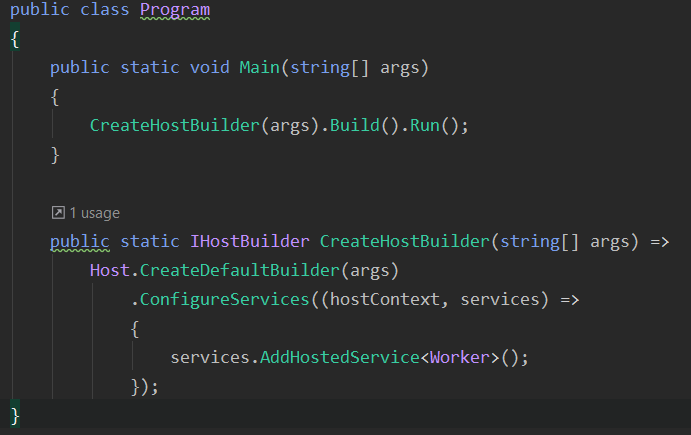 public class Program
{
    public static void Main(string[] args)
    {
        CreateHostBuilder(args).Build().Run();
    }
    1 usage
    public static IHostBuilder CreateHostBuilder(string[] args) =>
        Host.CreateDefaultBuilder(args)
            .ConfigureServices((hostContext, services) =>
            {
                services.AddHostedService<Worker>();
            });
}